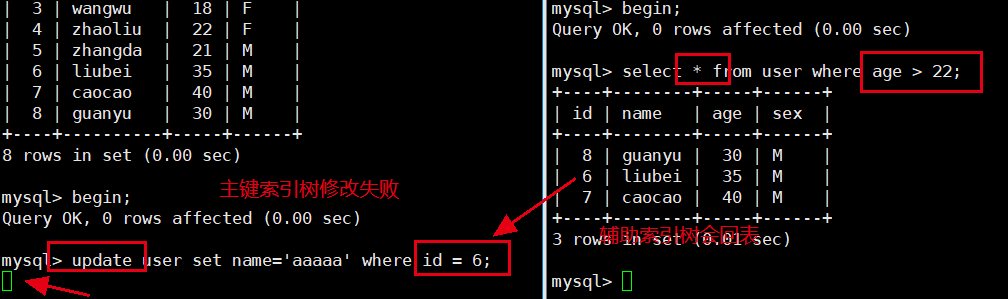 |  3 | wangwu   |  18 | F   |
|  4 | zhaoliu  |  22 | F   |
|  5 | zhangda  |  21 | M   |
|  6 | liubei   |  35 | M   |
|  7 | caocao   |  40 | M   |
|  8 | guanyu   |  30 | M   |
+----+----------+-----+-----+
8 rows in set (0.00 sec)
mysql> begin;
主键索引树修改失败
Query OK, 0 rows affected (0.00 sec)
mysql> update user set name='aaaaa' where id = 6;
mysql> begin;
Query OK, 0 rows affected (0.00 sec)
mysql> select * from user where age > 22;
+----+--------+-----+-----+
| id | name   | age | sex |
+----+--------+-----+-----+
|  8 | guanyu |  30 | M   |
|  6 | liubei |  35 | M   |
|  7 | caocao |  40 | M   |
+----+--------+-----+-----+
辅助索引树会回表
3 rows in set (0.01 sec)
mysql>